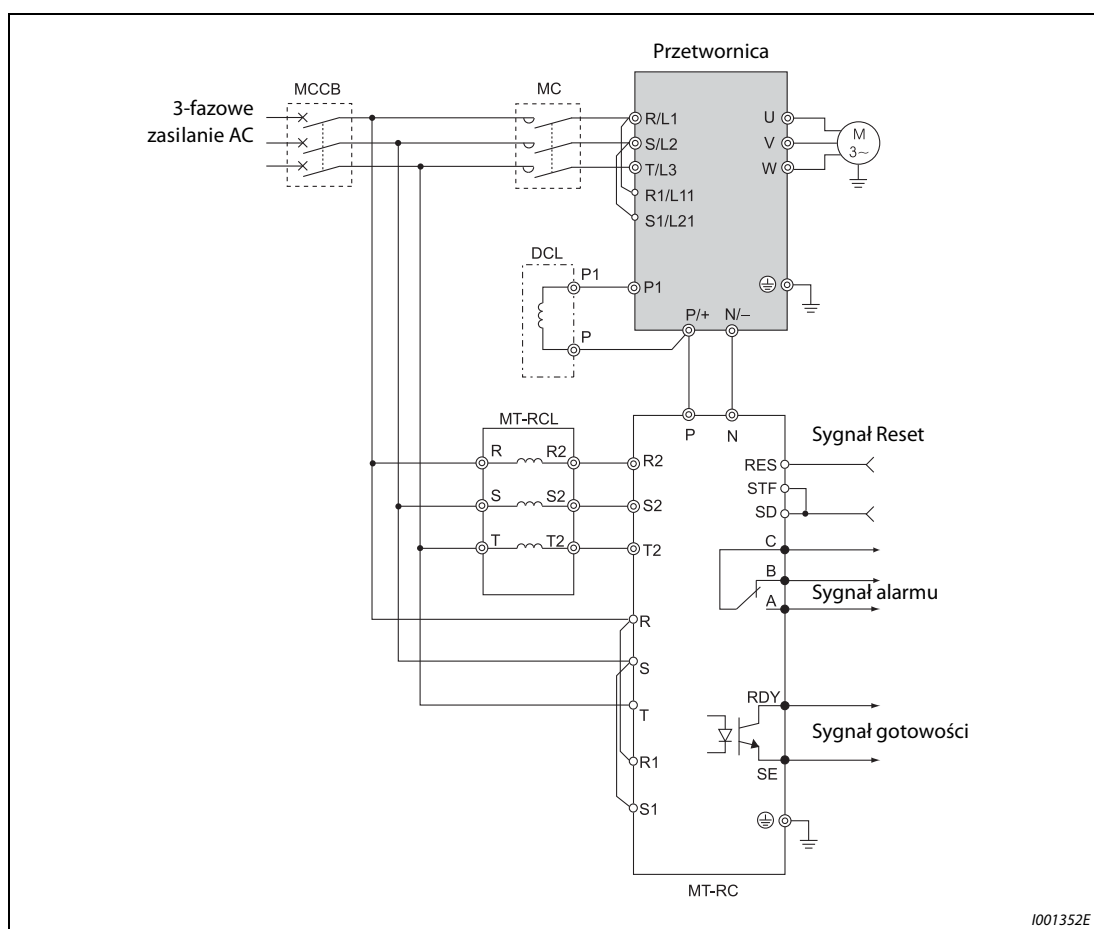 Przetwornica
MCCB
MC
3-fazowe
zasilanie AC
R/L1
S/L2
T/L3
R1/L11
S1/L21
U
V
W
M
3~
DCL
P1
P
P1
P/+
N/−
MT-RCL
R
R2
S
S2
T
T2
P
N
R2
S2
T2
R
S
T
R1
S1
RES
STF
SD
C
B
A
RDY
SE
Sygnał Reset
Sygnał alarmu
Sygnał gotowości
MT-RC
I001352E